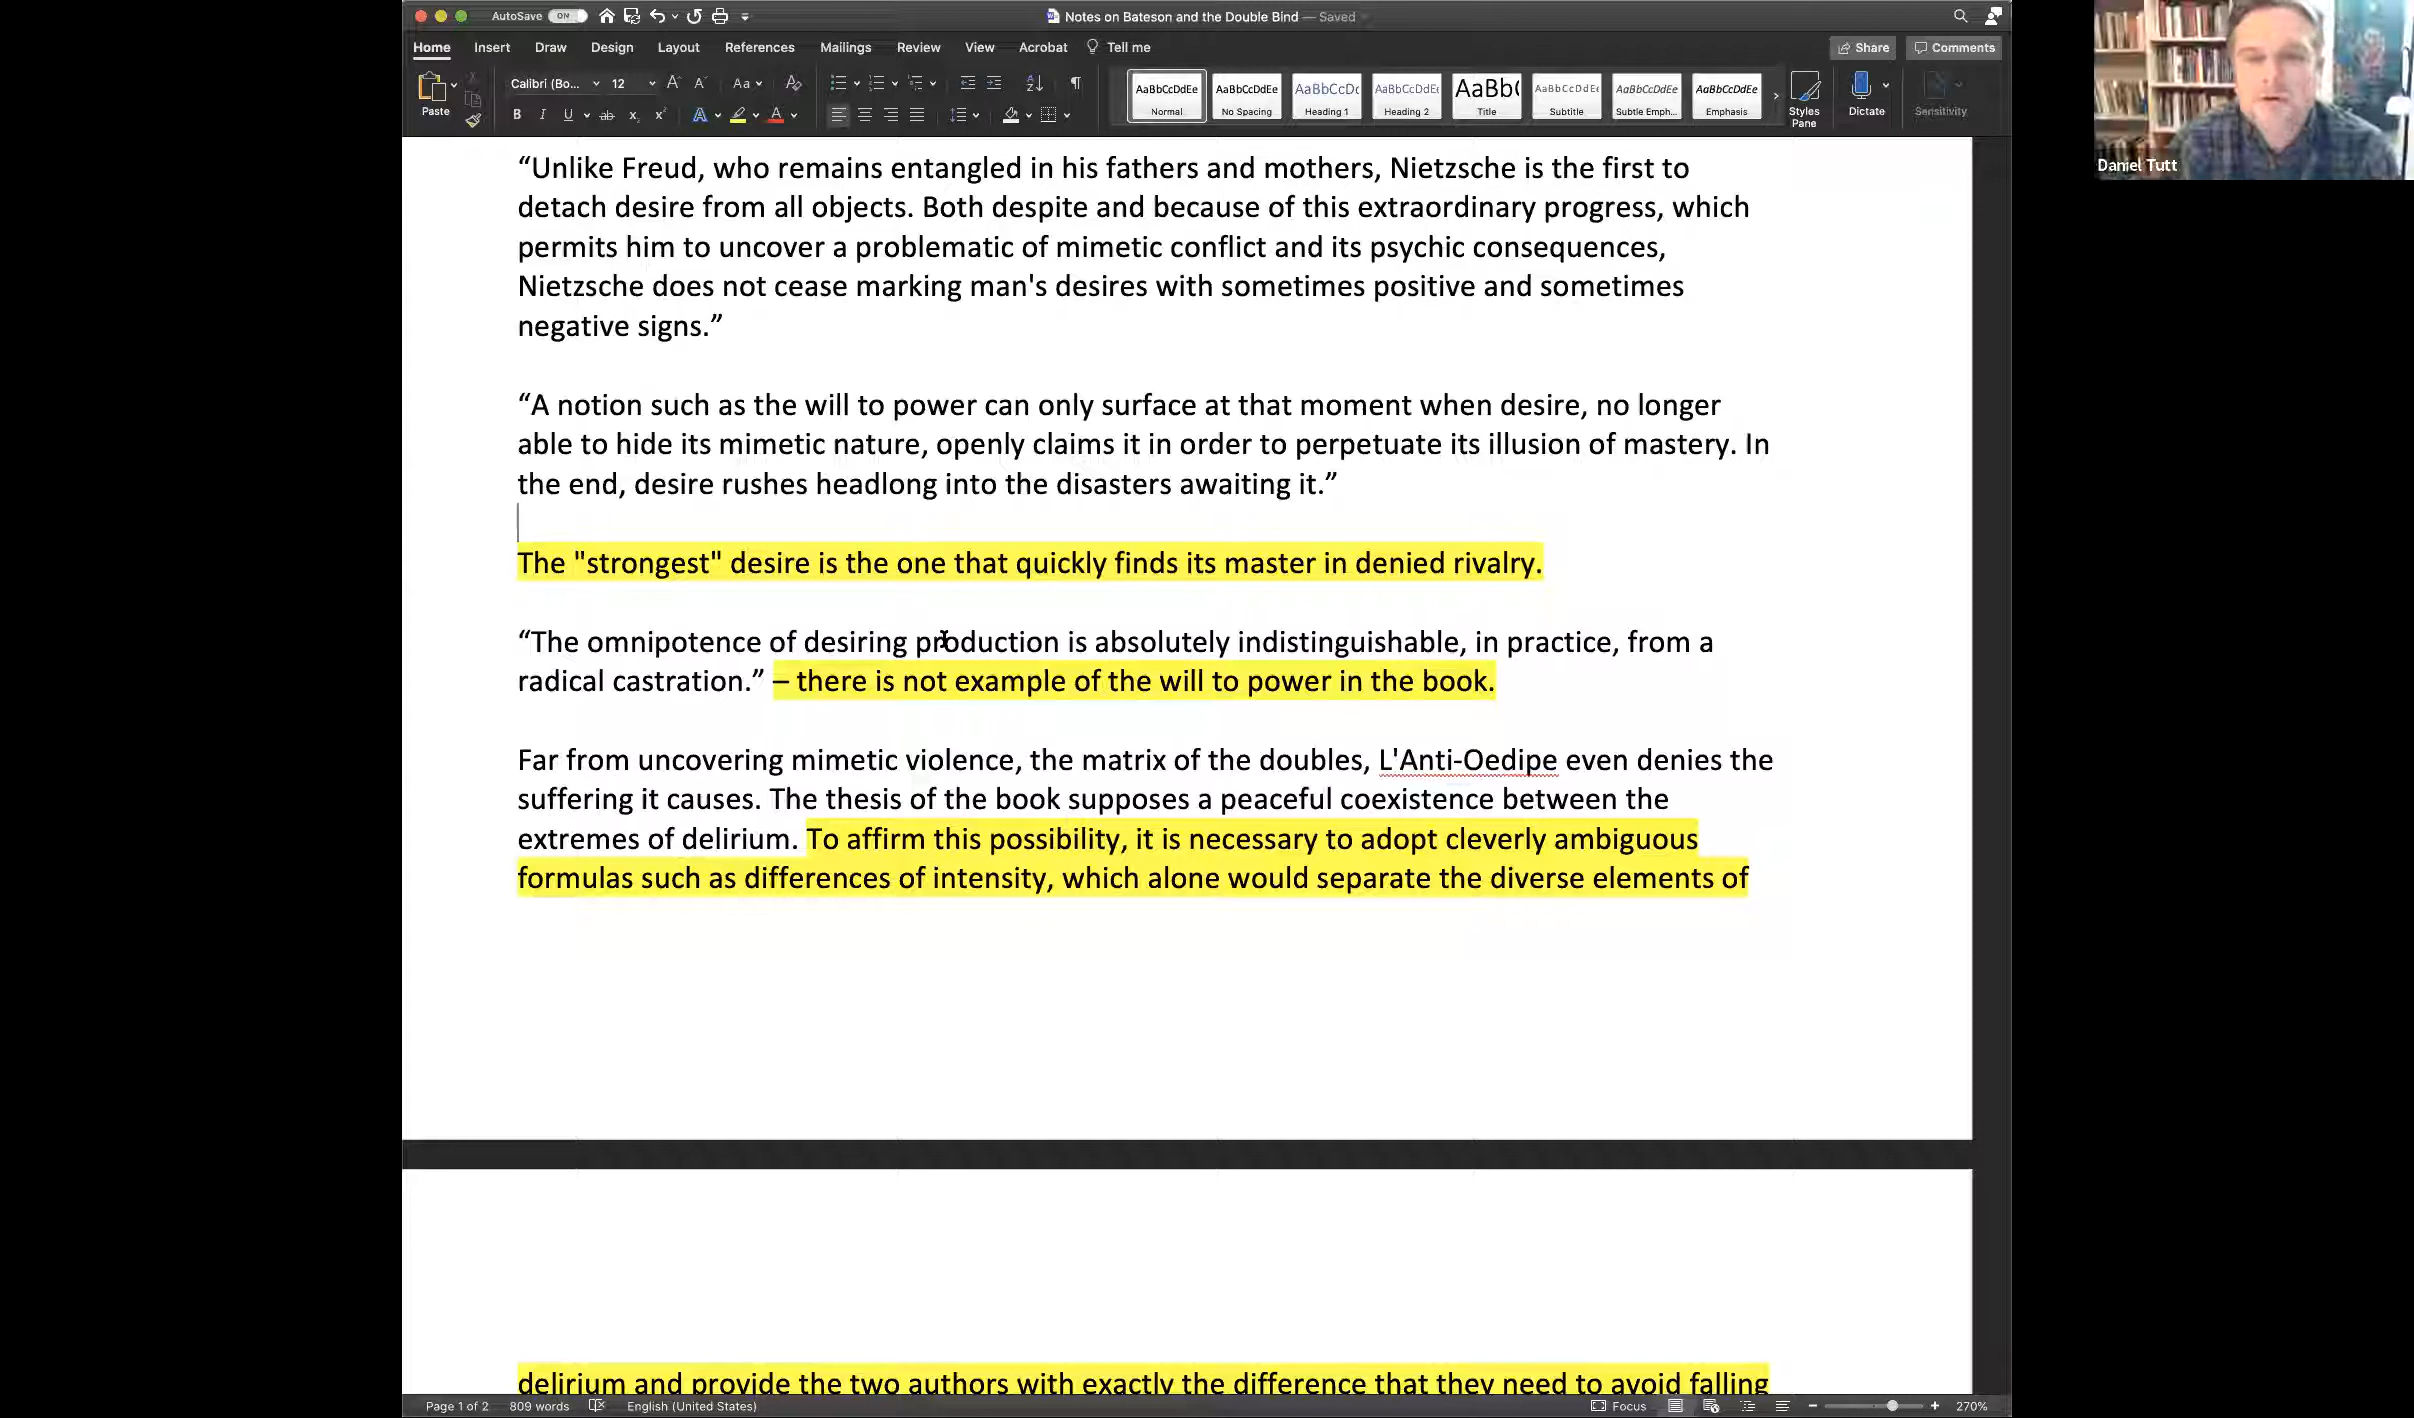 AutoSave ON Notes on Bateson and the Double Bind — Saved
Home Insert Draw Design Layout References Mailings Review View Acrobat Tell me Share Comments
Paste Calibri (Bo... 12 Aa
AaBbCcDdEe AaBbCcDdEe AaBbCcDc AaBbCcDdEe AaBb( AaBbCcDdEe AaBbCcDdEe AaBbCcDdEe
Normal No Spacing Heading 1 Heading 2 Title Subtitle Subtle Emph... Emphasis Styles Pane Dictate Sensitivity
Daniel Tutt
“Unlike Freud, who remains entangled in his fathers and mothers, Nietzsche is the first to
detach desire from all objects. Both despite and because of this extraordinary progress, which
permits him to uncover a problematic of mimetic conflict and its psychic consequences,
Nietzsche does not cease marking man's desires with sometimes positive and sometimes
negative signs.”
“A notion such as the will to power can only surface at that moment when desire, no longer
able to hide its mimetic nature, openly claims it in order to perpetuate its illusion of mastery. In
the end, desire rushes headlong into the disasters awaiting it.”
The "strongest" desire is the one that quickly finds its master in denied rivalry.
“The omnipotence of desiring production is absolutely indistinguishable, in practice, from a
radical castration.” – there is not example of the will to power in the book.
Far from uncovering mimetic violence, the matrix of the doubles, L'Anti-Oedipe even denies the
suffering it causes. The thesis of the book supposes a peaceful coexistence between the
extremes of delirium. To affirm this possibility, it is necessary to adopt cleverly ambiguous
formulas such as differences of intensity, which alone would separate the diverse elements of
delirium and provide the two authors with exactly the difference that they need to avoid falling
Page 1 of 2 809 words English (United States) Focus 270%